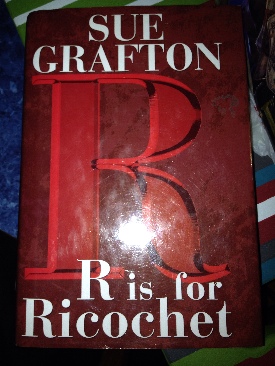 SUE
GRAFTON
R
R is for
Ricochet